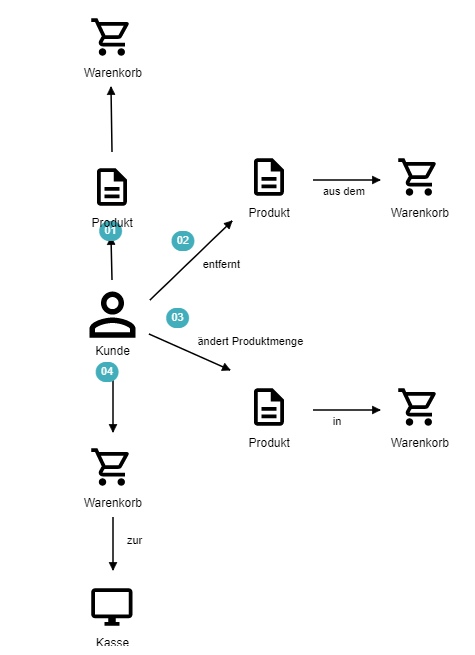 Warenkorb
Produkt
01
02
Produkt
aus dem
Warenkorb
entfernt
Kunde
03
ändert Produktmenge
04
Produkt
in
Warenkorb
Warenkorb
zur
Kasse